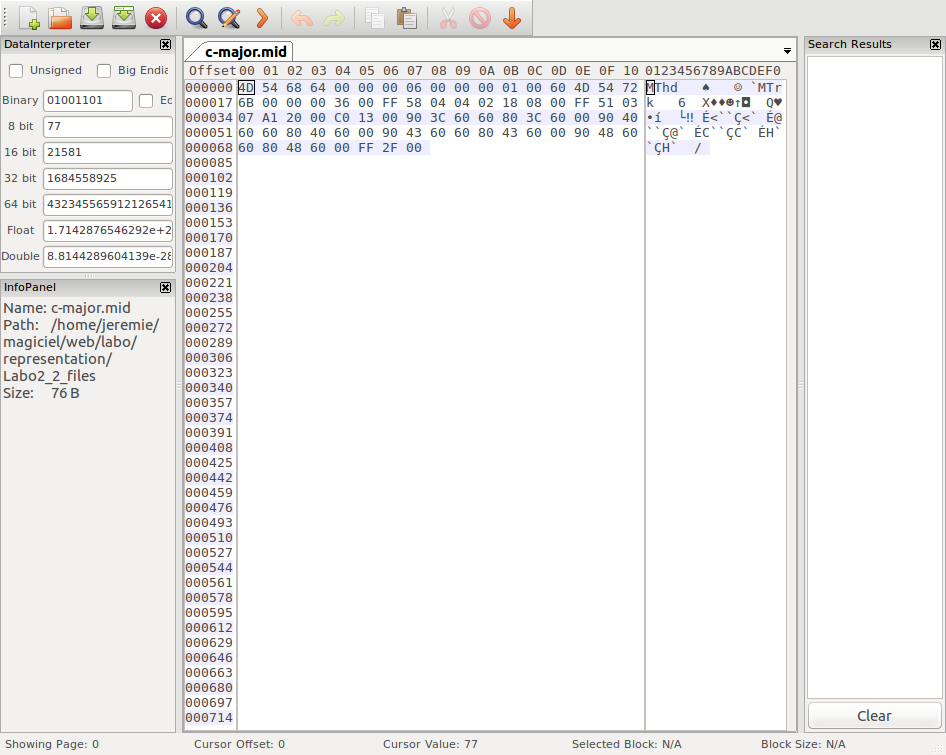 DataInterpreter
Unsigned Big Endia
Binary 01001101 Ed
8 bit 77
16 bit 21581
32 bit 1684558925
64 bit 432345565912126541
Float 1.7142876546292e+2
Double 8.8144289604139e-28
InfoPanel
Name: c-major.mid
Path: /home/jeremie/
magiciel/web/labo/
representation/
Labo2_2_files
Size: 76 B
c-major.mid
Offset 00 01 02 03 04 05 06 07 08 09 0A 0B 0C 0D 0E 0F 10 0123456789ABCDEF0
000000 4D 54 68 64 00 00 00 06 00 00 00 01 00 60 4D 54 72 MThd ♠ ☺ `MTr
000017 6B 00 00 00 36 00 FF 58 04 04 02 18 08 00 FF 51 03 k 6 X♦♦☻↑◘ Q♥
000034 07 A1 20 00 C0 13 00 90 3C 60 60 80 3C 60 00 90 40 •í └‼ É<``Ç<` É@
000051 60 60 80 40 60 00 90 43 60 60 80 43 60 00 90 48 60 ``Ç@` ÉC``ÇC` ÉH`
000068 60 80 48 60 00 FF 2F 00 `ÇH` /
000085
000102
000119
000136
000153
000170
000187
000204
000221
000238
000255
000272
000289
000306
000323
000340
000357
000374
000391
000408
000425
000442
000459
000476
000493
000510
000527
000544
000561
000578
000595
000612
000629
000646
000663
000680
000697
000714
Search Results
Clear
Showing Page: 0 Cursor Offset: 0 Cursor Value: 77 Selected Block: N/A Block Size: N/A